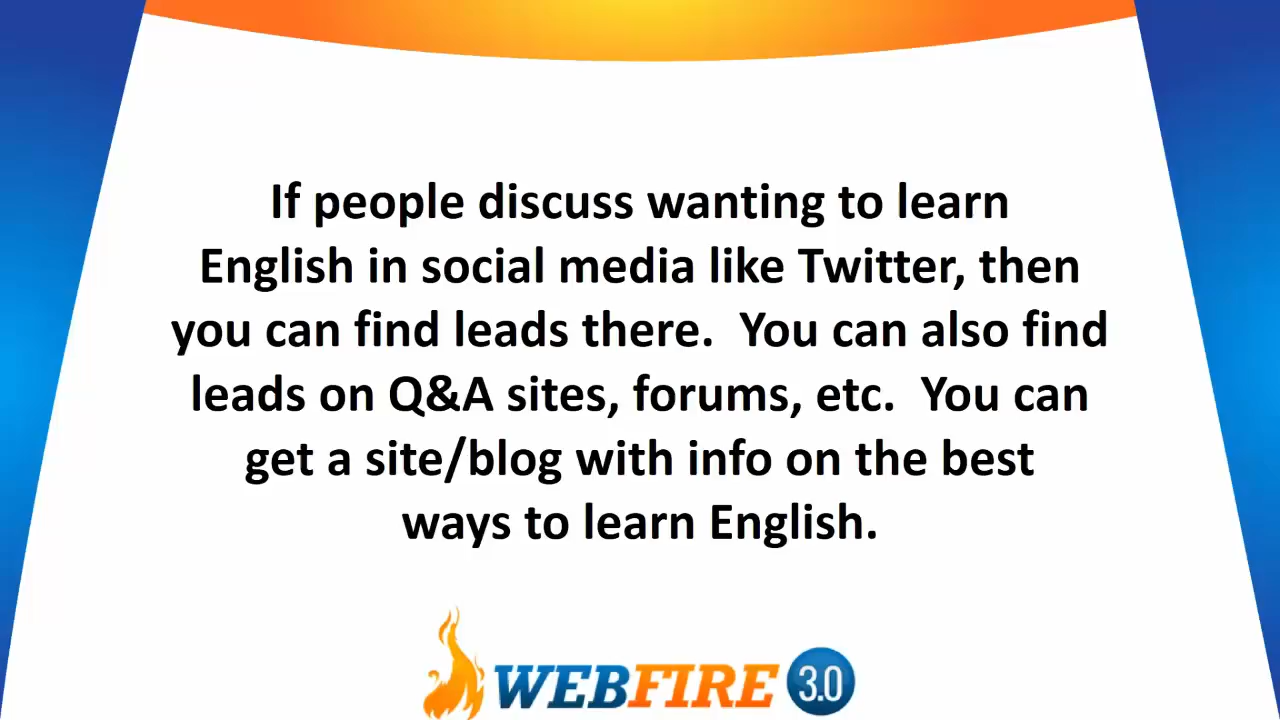 If people discuss wanting to learn
English in social media like Twitter, then
you can find leads there.  You can also find
leads on Q&A sites, forums, etc.  You can
get a site/blog with info on the best
ways to learn English.
WEBFIRE 3.0